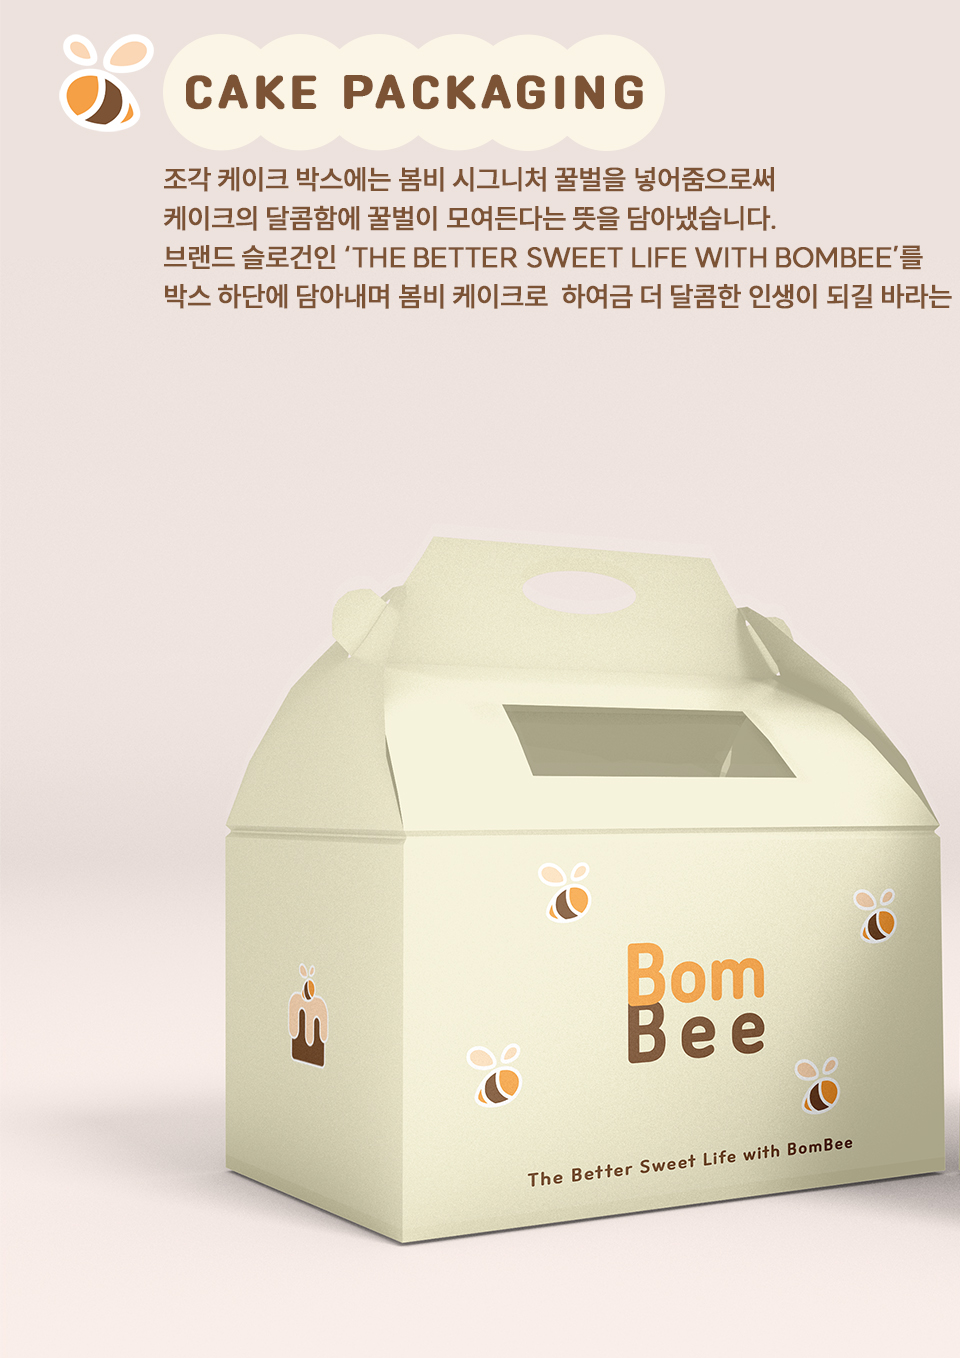 CAKE PACKAGING
조각 케이크 박스에는 봄비 시그니처 꿀벌을 넣어줌으로써
케이크의 달콤함에 꿀벌이 모여든다는 뜻을 담아냈습니다.
브랜드 슬로건인 ‘THE BETTER SWEET LIFE WITH BOMBEE’를
박스 하단에 담아내며 봄비 케이크로 하여금 더 달콤한 인생이 되길 바라는
Bom
Bee
The Better Sweet Life with BomBee